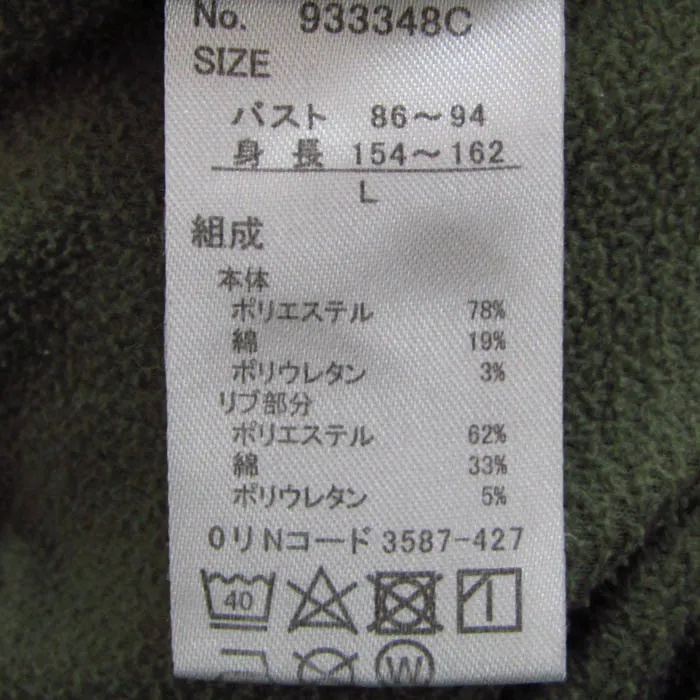 No. 933348C
SIZE
バスト 86～94
身長 154～162
L
組成
本体
ポリエステル 78%
綿 19%
ポリウレタン 3%
リブ部分
ポリエステル 62%
綿 33%
ポリウレタン 5%
0リNコード 3587-427
40
W